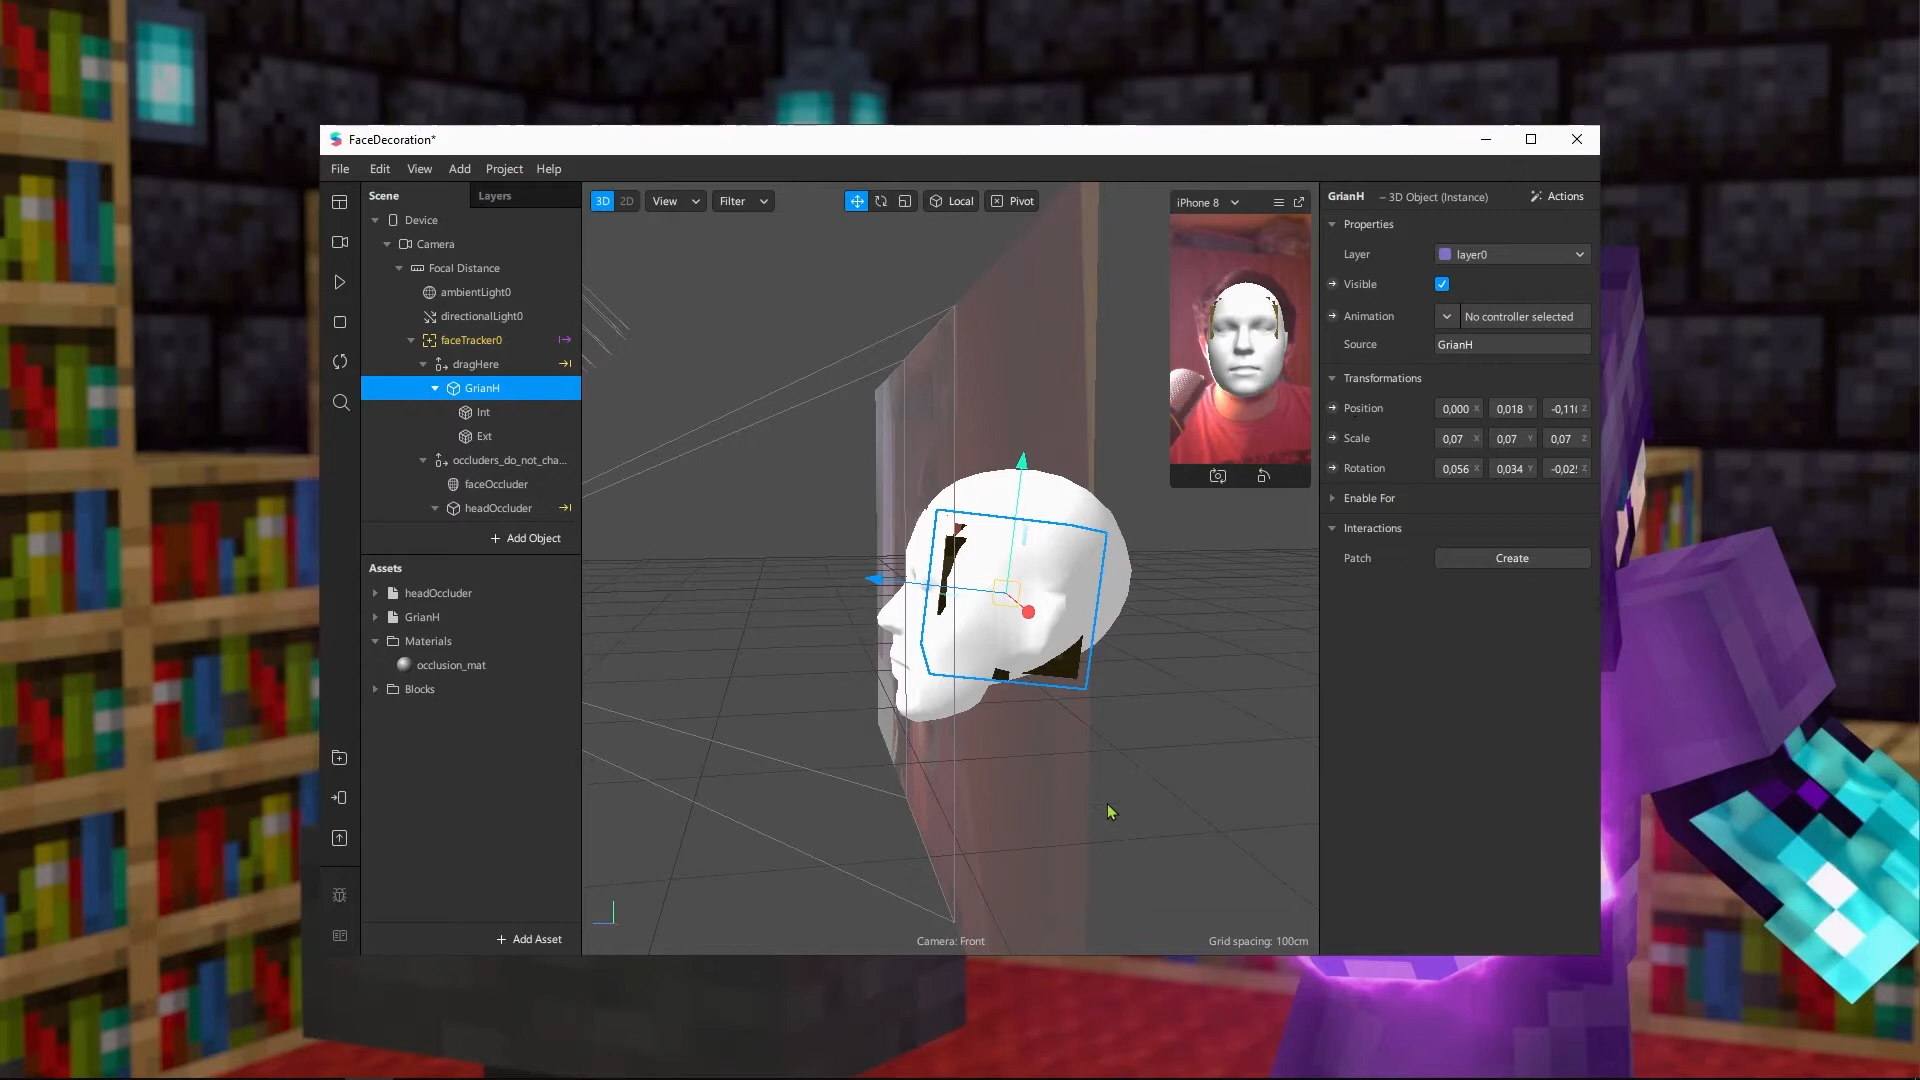 FaceDecoration*
File Edit View Add Project Help
Scene Layers
Device
Camera
Focal Distance
ambientLight0
directionalLight0
faceTracker0
dragHere
GrianH
Int
Ext
occluders_do_not_cha...
faceOccluder
headOccluder
+ Add Object
Assets
headOccluder
GrianH
Materials
occlusion_mat
Blocks
+ Add Asset
3D 2D View Filter Local Pivot
iPhone 8
Camera: Front
Grid spacing: 100cm
GrianH – 3D Object (Instance) Actions
Properties
Layer layer0
Visible
Animation No controller selected
Source GrianH
Transformations
Position 0,000 X 0,018 Y -0,11( Z
Scale 0,07 X 0,07 Y 0,07 Z
Rotation 0,056 X 0,034 Y -0,02! Z
Enable For
Interactions
Patch Create